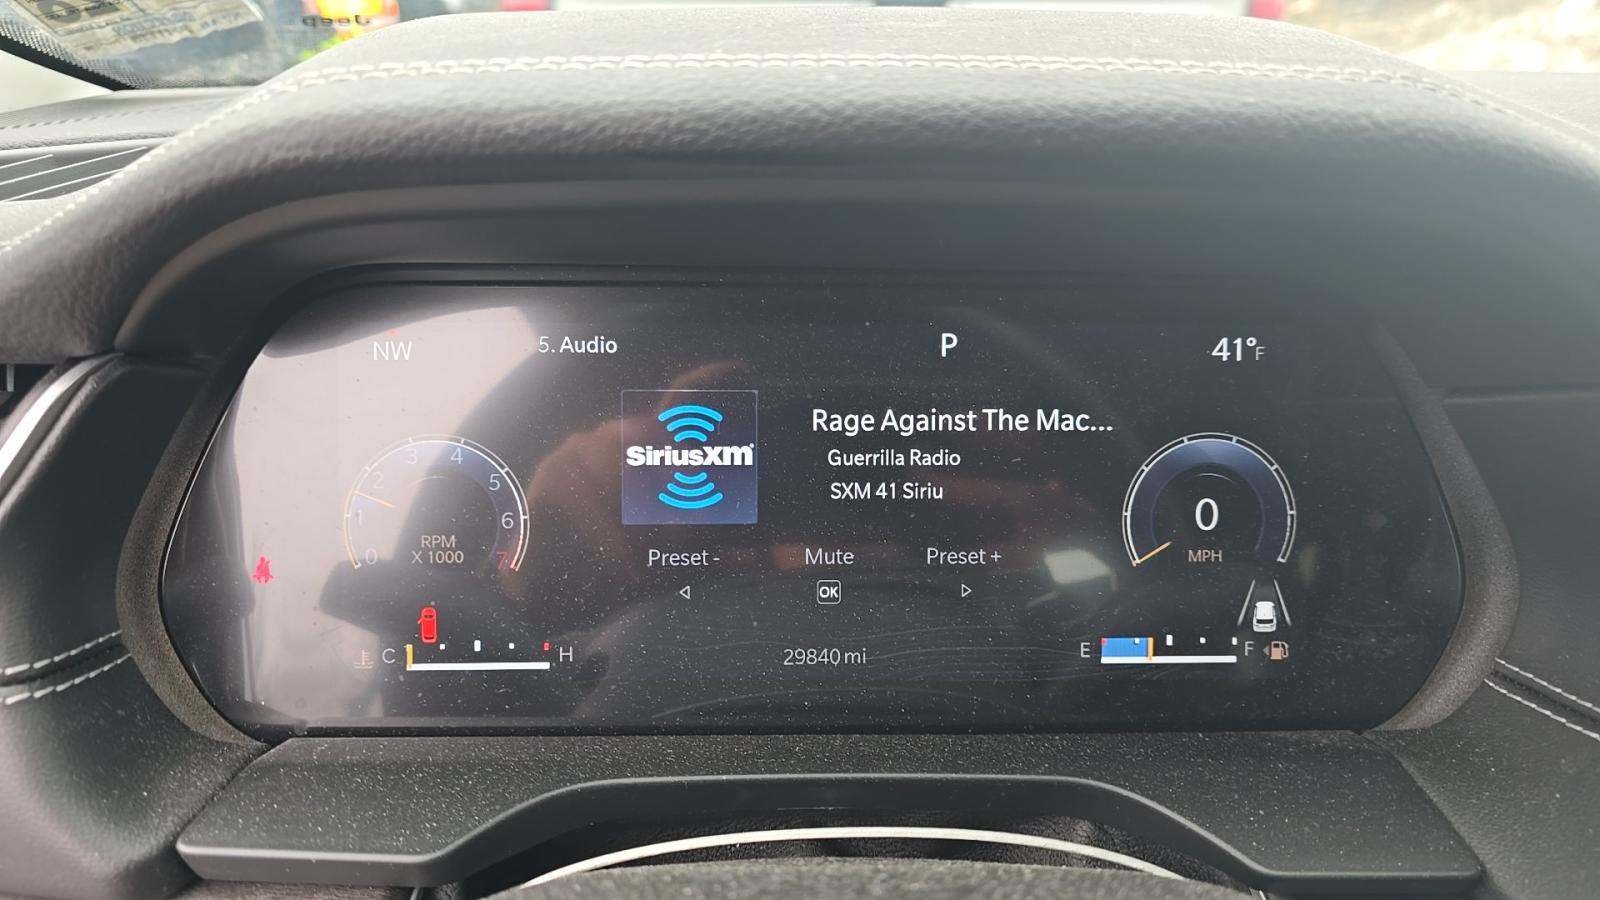 Jeep
NW
5. Audio
P
41°F
SiriusXM
Rage Against The Mac...
Guerrilla Radio
SXM 41 Siriu
0
1
2
3
4
5
6
7
RPM
X 1000
Preset -
Mute
Preset +
OK
0
MPH
C
H
29840 mi
E
F